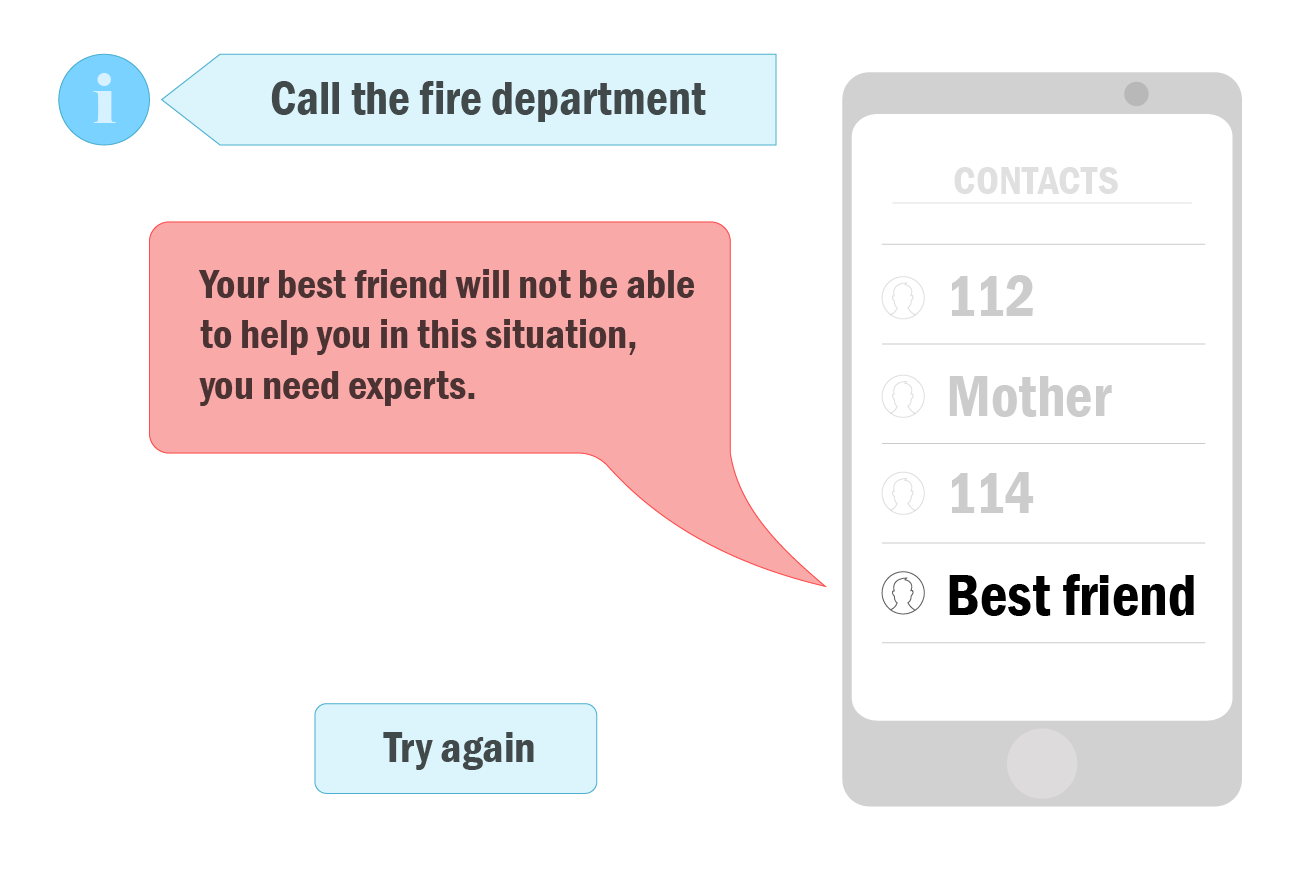 i
Call the fire department
Your best friend will not be able
to help you in this situation,
you need experts.
Try again
CONTACTS
112
Mother
114
Best friend